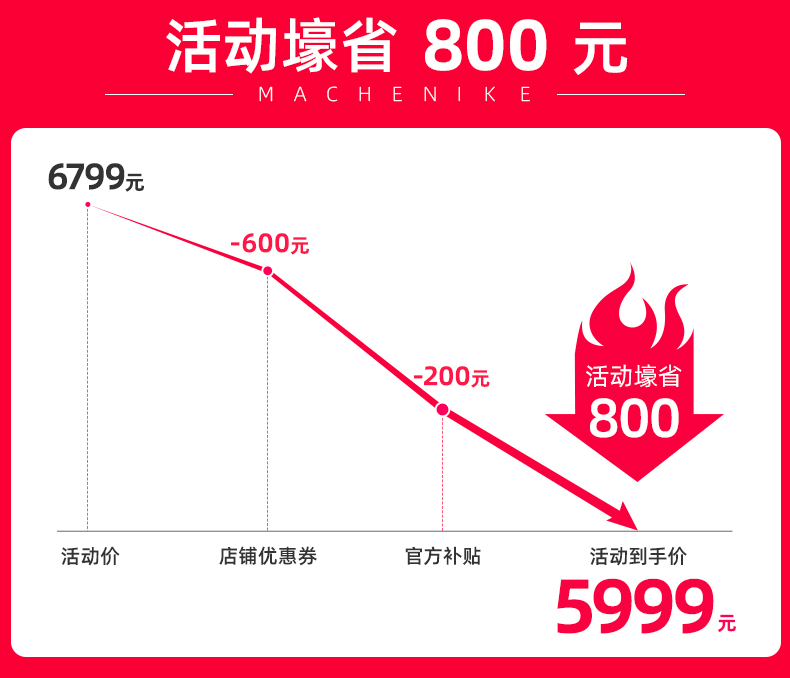 活动壕省 800 元
MACHENIKE
6799元
-600元
-200元
活动壕省
800
活动价
店铺优惠券
官方补贴
活动到手价
5999元